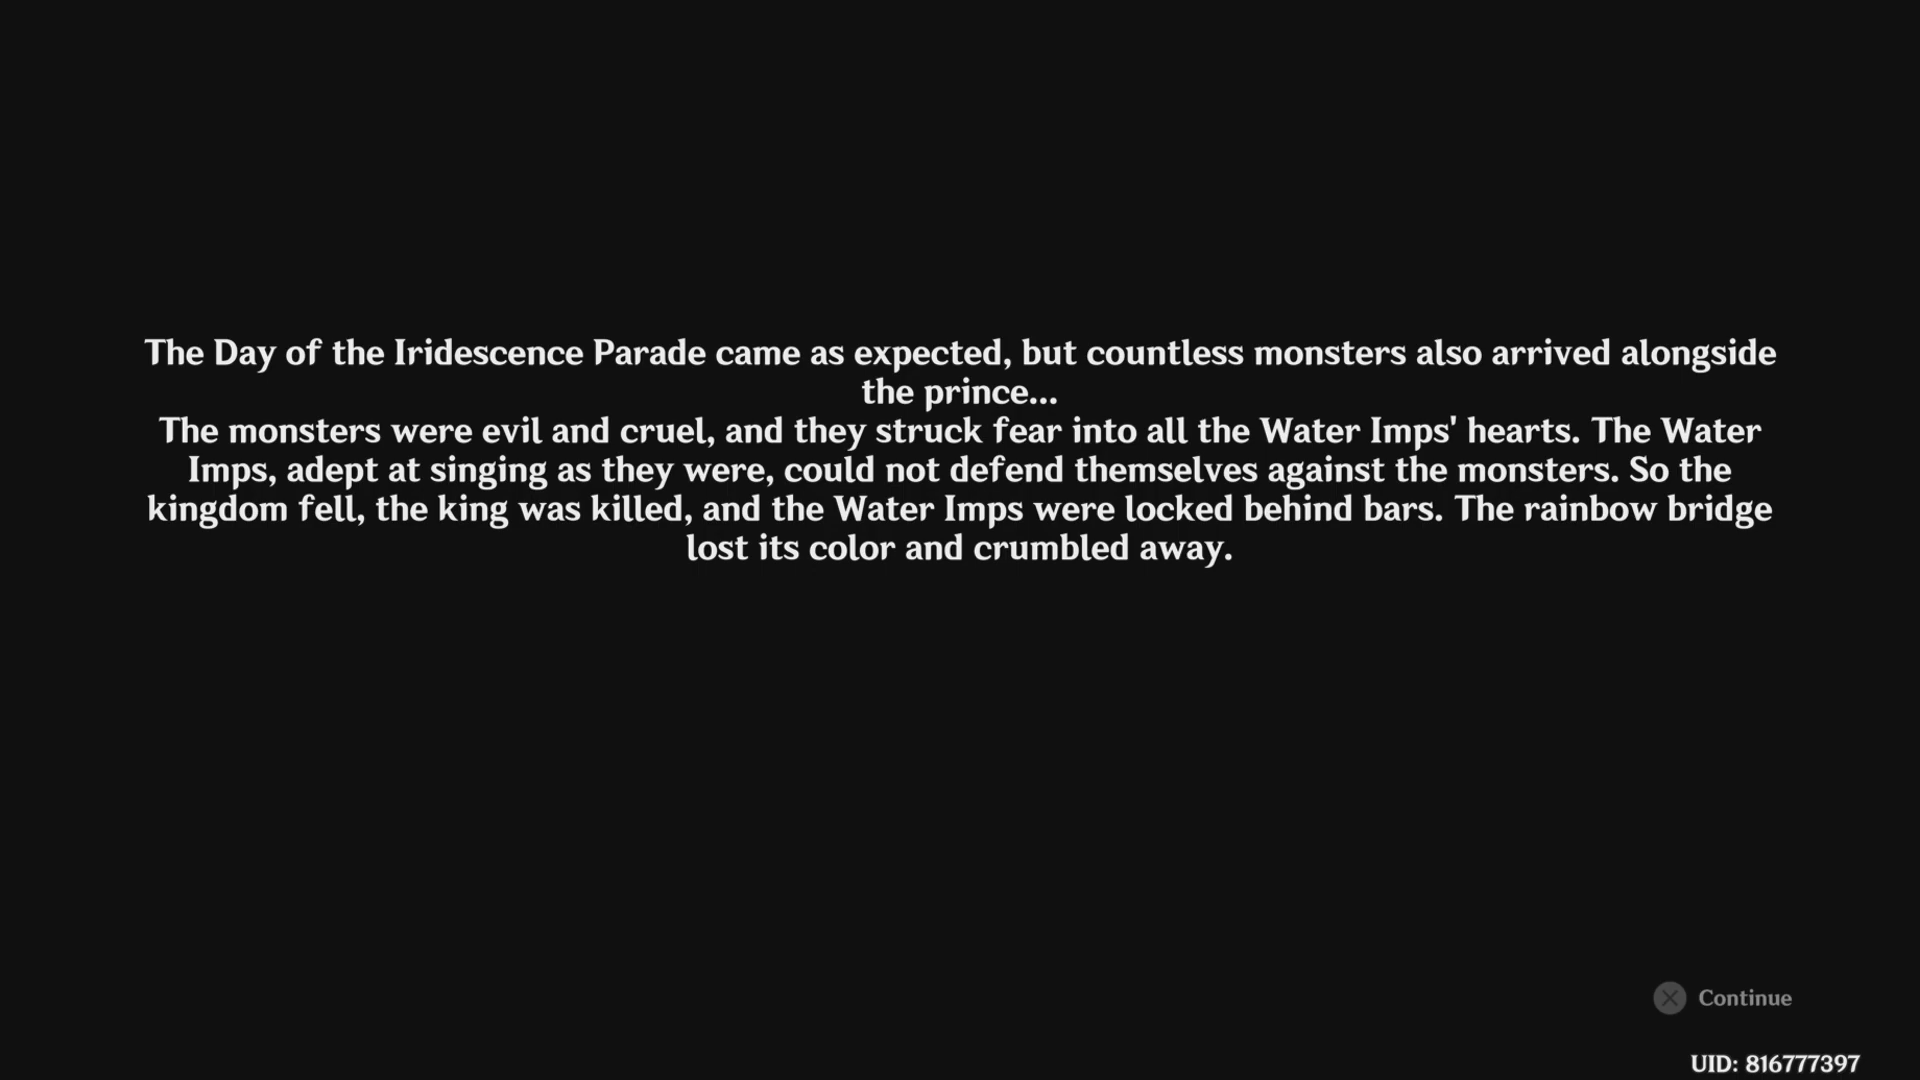 The Day of the Iridescence Parade came as expected, but countless monsters also arrived alongside
the prince...
The monsters were evil and cruel, and they struck fear into all the Water Imps' hearts. The Water
Imps, adept at singing as they were, could not defend themselves against the monsters. So the
kingdom fell, the king was killed, and the Water Imps were locked behind bars. The rainbow bridge
lost its color and crumbled away.
Continue
UID: 816777397